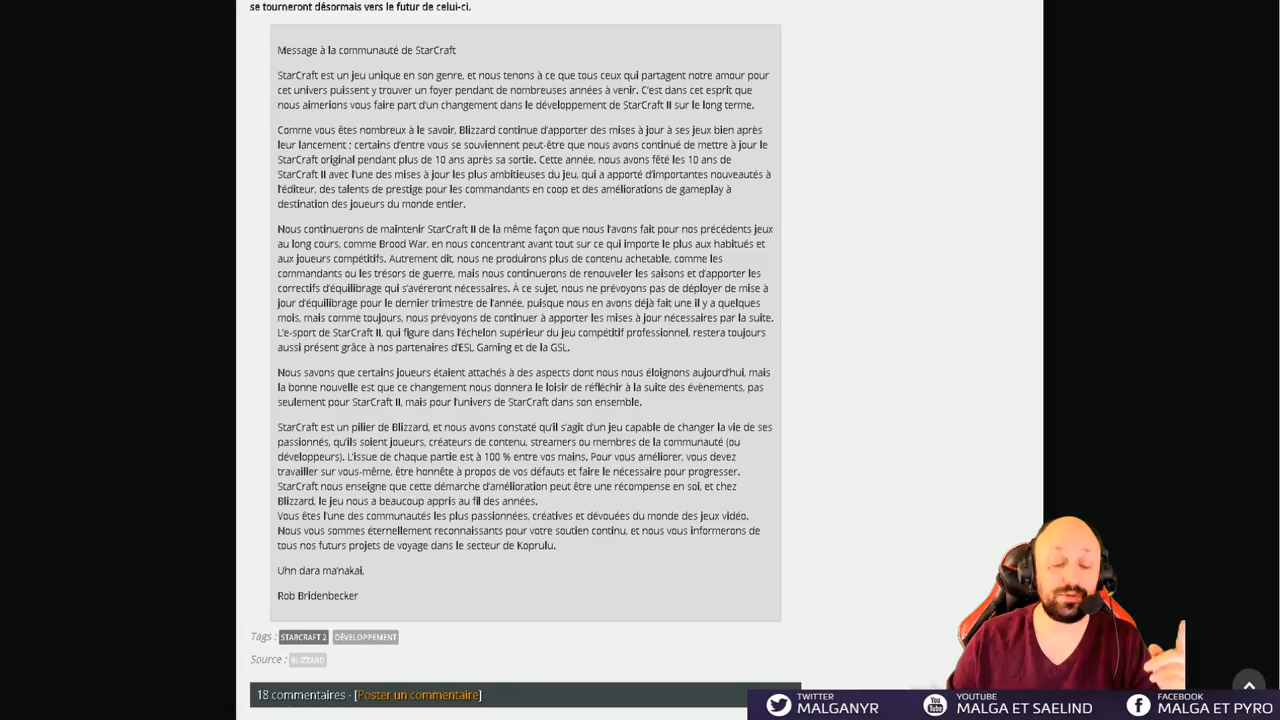 se tourneront désormais vers le futur de celui-ci.
Message à la communauté de StarCraft
StarCraft est un jeu unique en son genre, et nous tenons à ce que tous ceux qui partagent notre amour pour
cet univers puissent y trouver un foyer pendant de nombreuses années à venir. C'est dans cet esprit que
nous aimerions vous faire part d'un changement dans le développement de StarCraft II sur le long terme.
Comme vous êtes nombreux à le savoir, Blizzard continue d'apporter des mises à jour à ses jeux bien après
leur lancement ; certains d'entre vous se souviennent peut-être que nous avons continué de mettre à jour le
StarCraft original pendant plus de 10 ans après sa sortie. Cette année, nous avons fêté les 10 ans de
StarCraft II avec l'une des mises à jour les plus ambitieuses du jeu, qui a apporté d'importantes nouveautés à
l'éditeur, des talents de prestige pour les commandants en coop et des améliorations de gameplay à
destination des joueurs du monde entier.
Nous continuerons de maintenir StarCraft II de la même façon que nous l'avons fait pour nos précédents jeux
au long cours, comme Brood War, en nous concentrant avant tout sur ce qui importe le plus aux habitués et
aux joueurs compétitifs. Autrement dit, nous ne produirons plus de contenu achetable, comme les
commandants ou les trésors de guerre, mais nous continuerons de renouveler les saisons et d'apporter les
correctifs d'équilibrage qui s'avéreront nécessaires. À ce sujet, nous ne prévoyons pas de déployer de mise à
jour d'équilibrage pour le dernier trimestre de l'année, puisque nous en avons déjà fait une il y a quelques
mois, mais comme toujours, nous prévoyons de continuer à apporter les mises à jour nécessaires par la suite.
L'e-sport de StarCraft II, qui figure dans l'échelon supérieur du jeu compétitif professionnel, restera toujours
aussi présent grâce à nos partenaires d'ESL Gaming et de la GSL.
Nous savons que certains joueurs étaient attachés à des aspects dont nous nous éloignons aujourd'hui, mais
la bonne nouvelle est que ce changement nous donnera le loisir de réfléchir à la suite des évènements, pas
seulement pour StarCraft II, mais pour l'univers de StarCraft dans son ensemble.
StarCraft est un pilier de Blizzard, et nous avons constaté qu'il s'agit d'un jeu capable de changer la vie de ses
passionnés, qu'ils soient joueurs, créateurs de contenu, streamers ou membres de la communauté (ou
développeurs). L'issue de chaque partie est à 100 % entre vos mains. Pour vous améliorer, vous devez
travailler sur vous-même, être honnête à propos de vos défauts et faire le nécessaire pour progresser.
StarCraft nous enseigne que cette démarche d'amélioration peut être une récompense en soi, et chez
Blizzard, le jeu nous a beaucoup appris au fil des années.
Vous êtes l'une des communautés les plus passionnées, créatives et dévouées du monde des jeux vidéo.
Nous vous sommes éternellement reconnaissants pour votre soutien continu, et nous vous informerons de
tous nos futurs projets de voyage dans le secteur de Koprulu.
Uhn dara ma'nakai,
Rob Bridenbecker
Tags : STARCRAFT 2 DÉVELOPPEMENT
Source : BLIZZARD
18 commentaires - [Poster un commentaire]
TWITTER
MALGANYR
YOUTUBE
MALGA ET SAELIND
FACEBOOK
MALGA ET PYRO